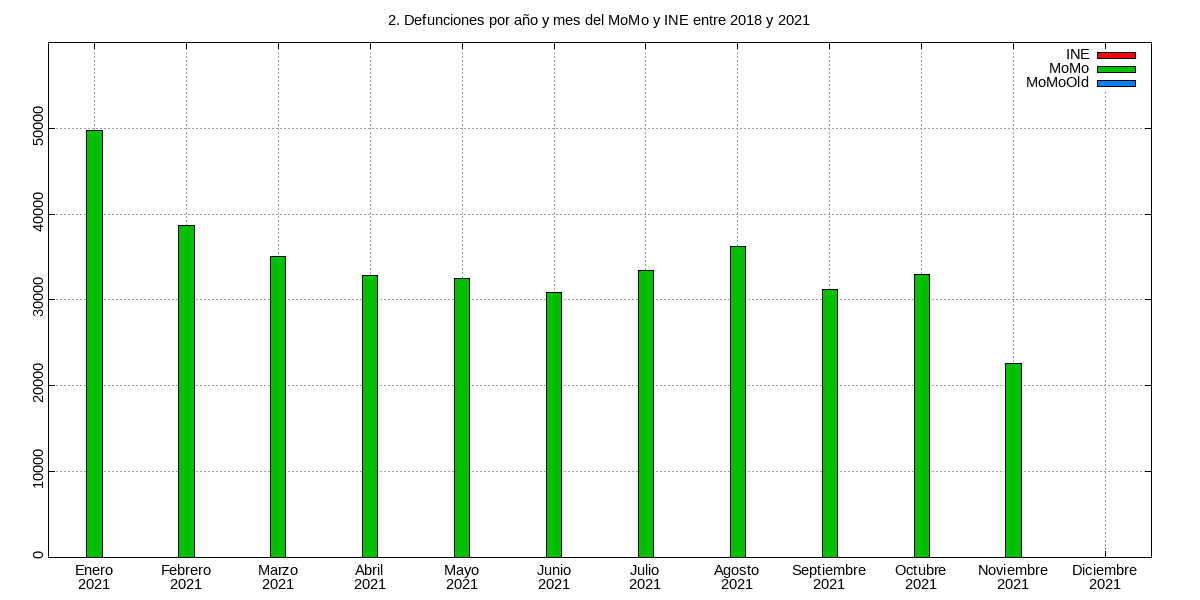 2. Defunciones por año y mes del MoMo y INE entre 2018 y 2021
INE
MoMo
MoMoOld
50000
40000
30000
20000
10000
0
Enero Febrero Marzo Abril Mayo Junio Julio Agosto Septiembre Octubre Noviembre Diciembre
2021 2021 2021 2021 2021 2021 2021 2021 2021 2021 2021 2021